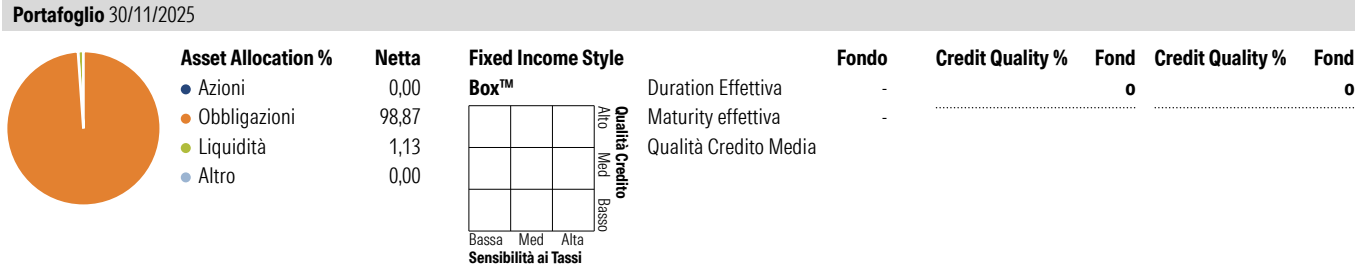 Portafoglio 30/11/2025
Asset Allocation % Netta
Azioni 0,00
Obbligazioni 98,87
Liquidità 1,13
Altro 0,00
Fixed Income Style
Box™
Alto Med Basso
Qualità Credito
Bassa Med Alta
Sensibilità ai Tassi
Fondo
Duration Effettiva -
Maturity effettiva -
Qualità Credito Media
Credit Quality % Fond
o
Credit Quality % Fond
o